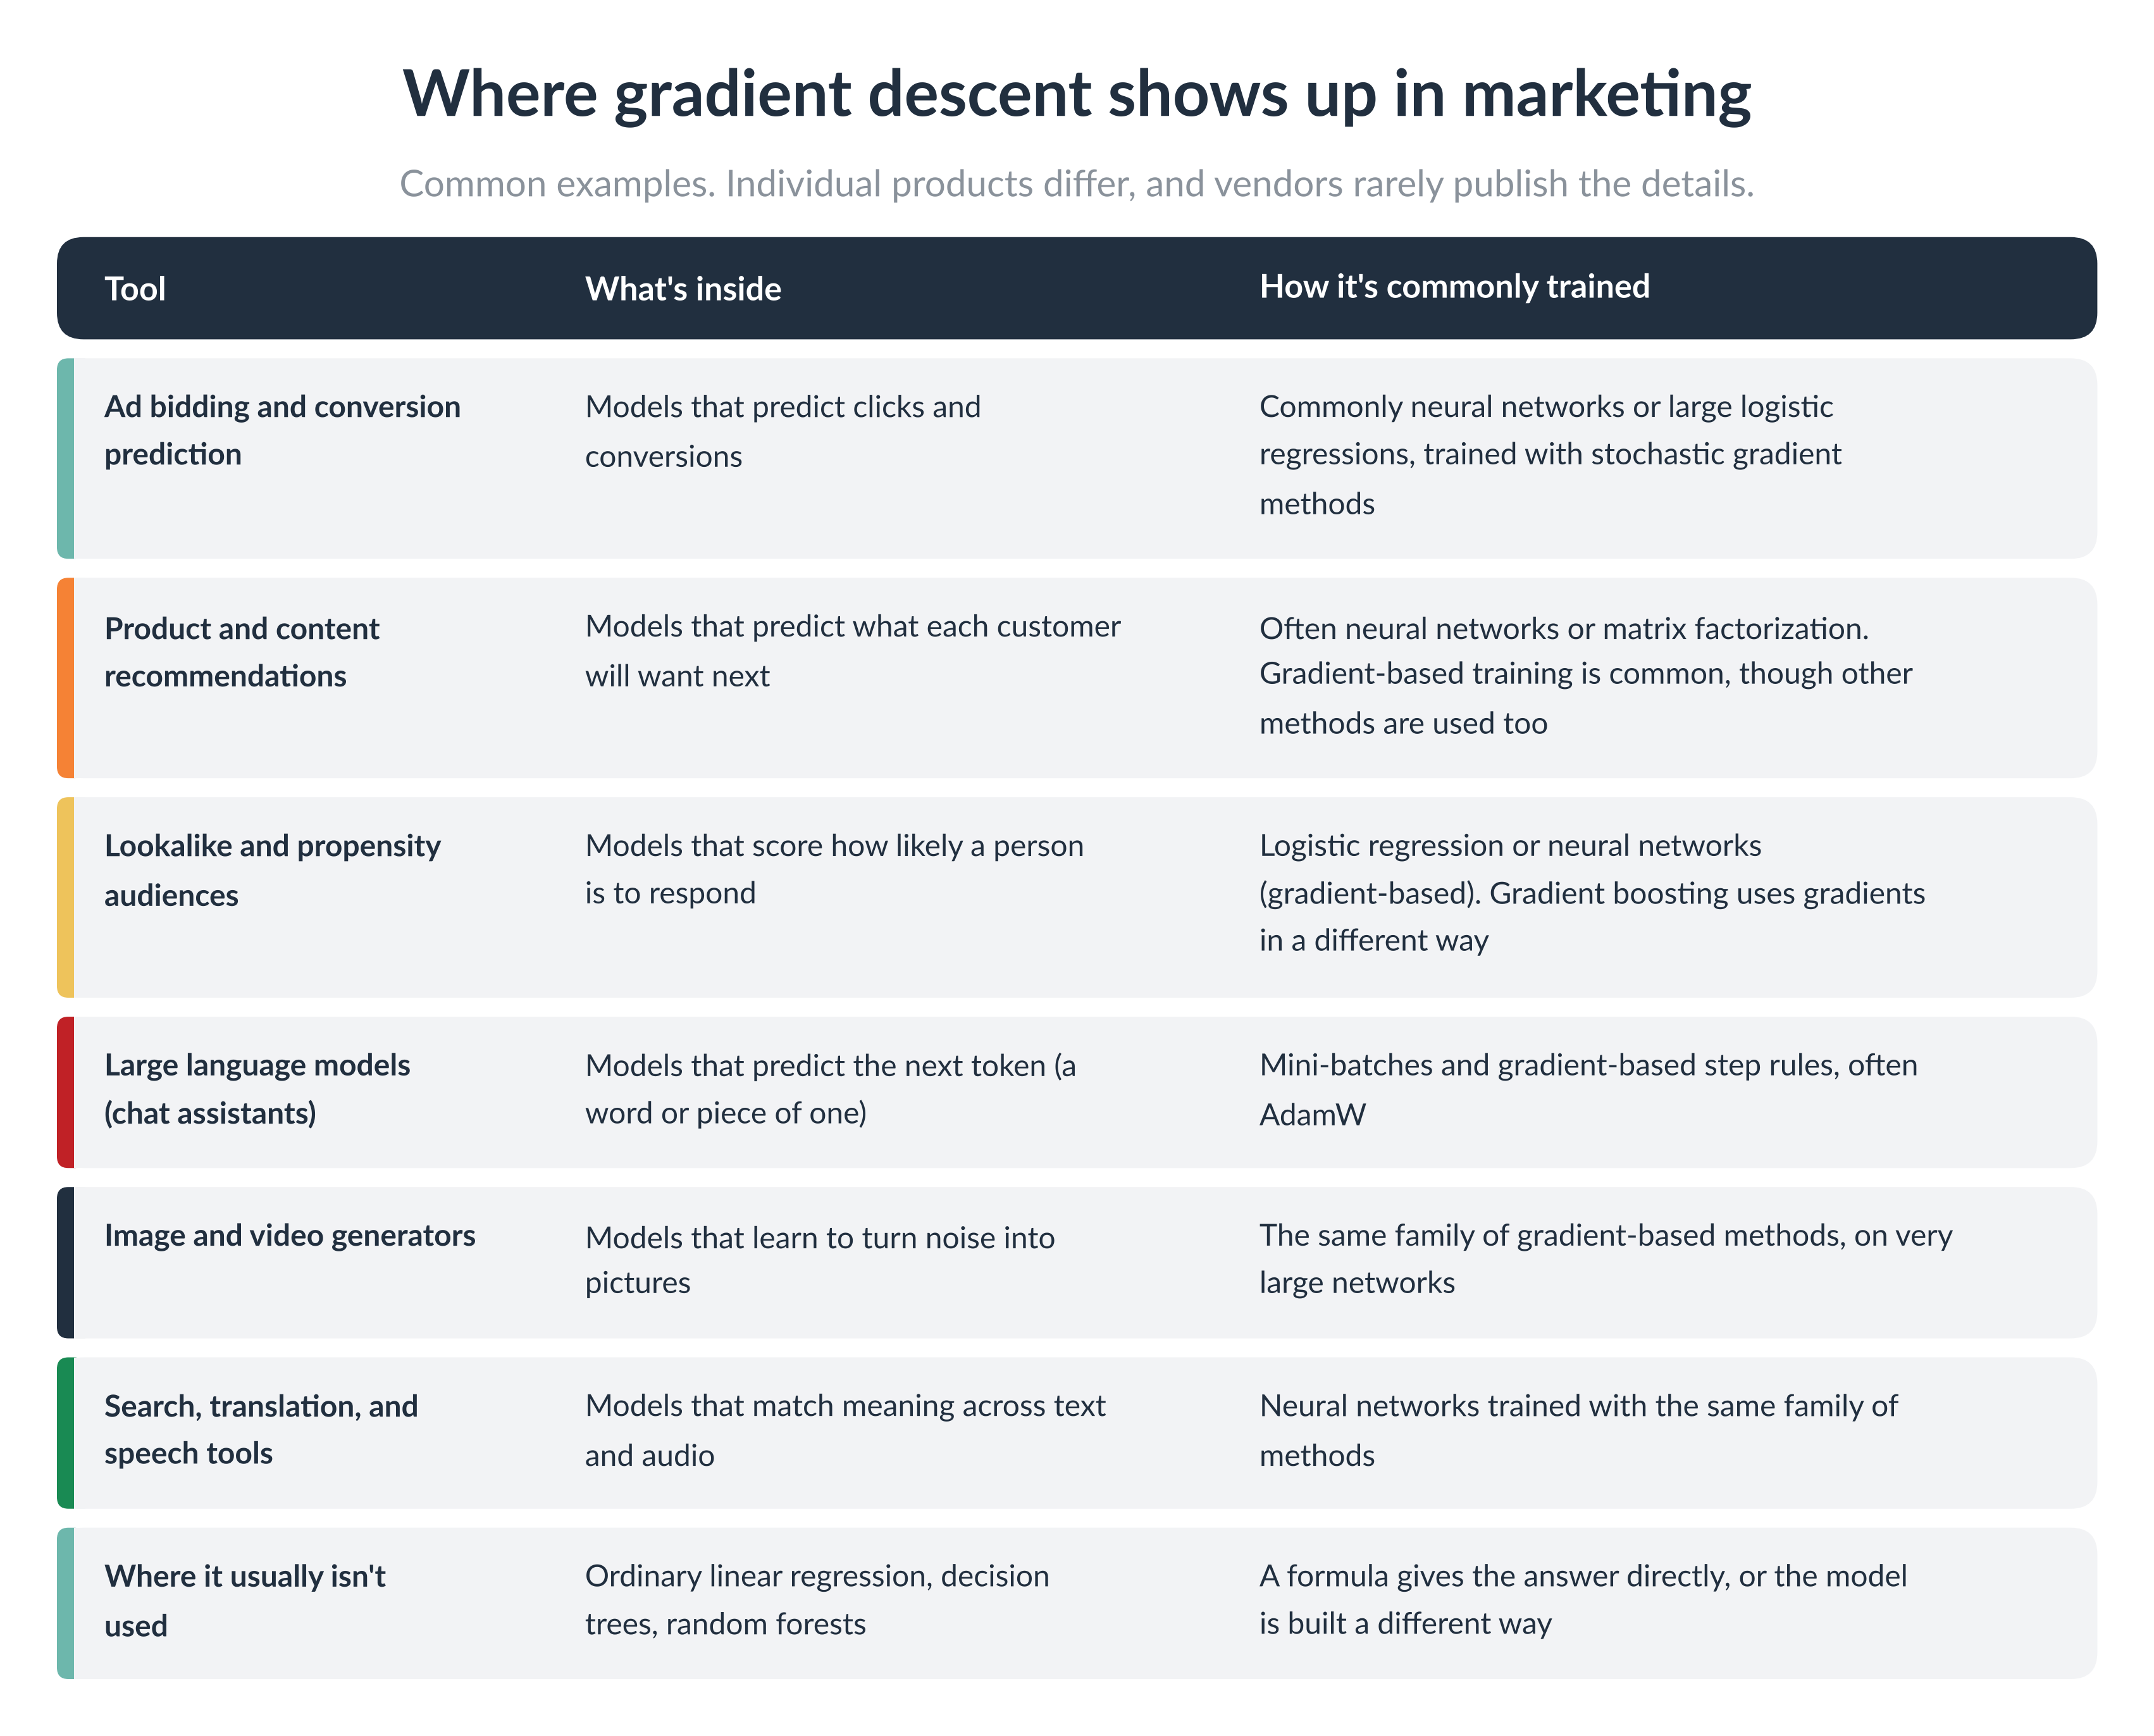 Where gradient descent shows up in marketing
Common examples. Individual products differ, and vendors rarely publish the details.
Tool
What's inside
How it's commonly trained
Ad bidding and conversion
prediction
Models that predict clicks and
conversions
Commonly neural networks or large logistic
regressions, trained with stochastic gradient
methods
Product and content
recommendations
Models that predict what each customer
will want next
Often neural networks or matrix factorization.
Gradient-based training is common, though other
methods are used too
Lookalike and propensity
audiences
Models that score how likely a person
is to respond
Logistic regression or neural networks
(gradient-based). Gradient boosting uses gradients
in a different way
Large language models
(chat assistants)
Models that predict the next token (a
word or piece of one)
Mini-batches and gradient-based step rules, often
AdamW
Image and video generators
Models that learn to turn noise into
pictures
The same family of gradient-based methods, on very
large networks
Search, translation, and
speech tools
Models that match meaning across text
and audio
Neural networks trained with the same family of
methods
Where it usually isn't
used
Ordinary linear regression, decision
trees, random forests
A formula gives the answer directly, or the model
is built a different way